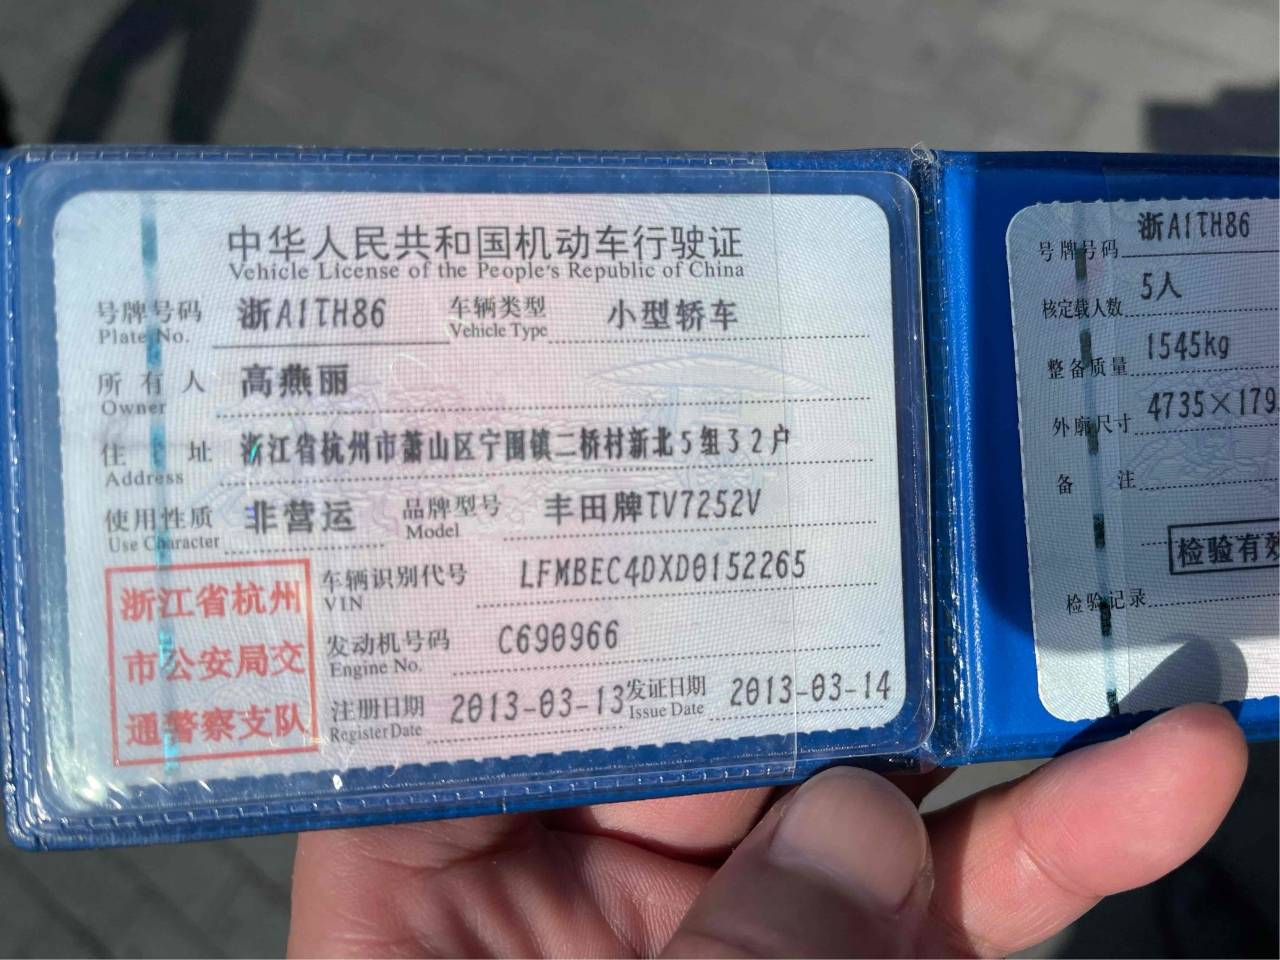 中华人民共和国机动车行驶证
Vehicle License of the People's Republic of China
号牌号码 浙A1TH86 车辆类型 小型轿车
Plate No. Vehicle Type
所有人 高燕丽
Owner
住址 浙江省杭州市萧山区宁围镇二桥村新北5组32户
Address
使用性质 非营运 品牌型号 丰田牌TV7252V
Use Character Model
浙江省杭州
市公安局交
通警察支队
车辆识别代号 LFMBEC4DXD0152265
VIN
发动机号码 C690966
Engine No.
注册日期 2013-03-13 发证日期 2013-03-14
Register Date Issue Date
号牌号码 浙A1TH86
核定载人数 5人
整备质量 1545kg
外廓尺寸 4735×179
备注
检验有效
检验记录